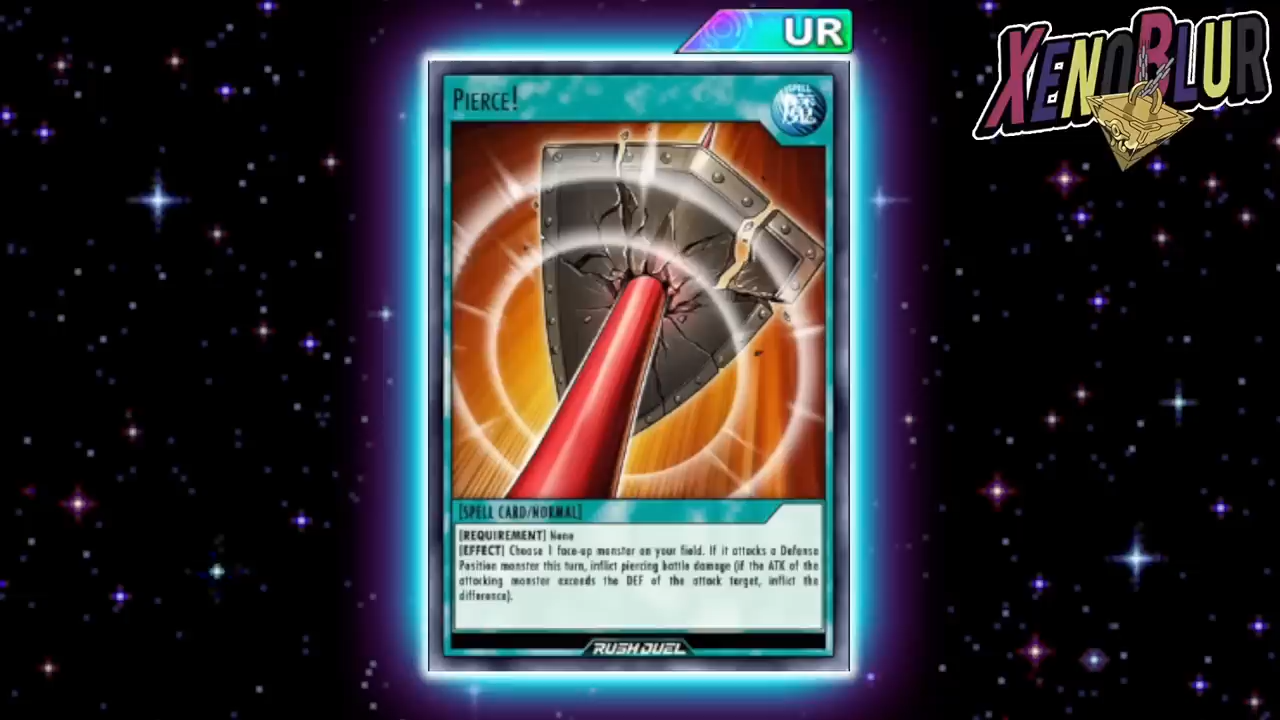 UR
XENOBLUR
PIERCE!
SPELL
[SPELL CARD/NORMAL]
[REQUIREMENT] None
[EFFECT] Choose 1 face-up monster on your field. If it attacks a Defense
Position monster this turn, inflict piercing battle damage (if the ATK of the
attacking monster exceeds the DEF of the attack target, inflict the
difference).
RUSH DUEL